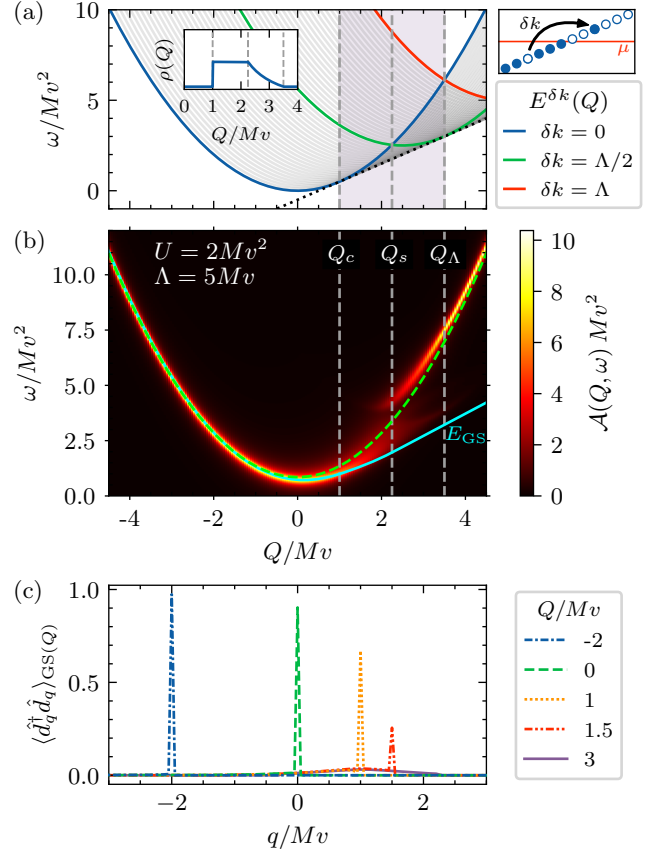 (a)
10
5
0
ω/Mv²
ρ(Q)
0 1 2 3 4
Q/Mv
δk
μ
E^{δk}(Q)
δk = 0
δk = Λ/2
δk = Λ
(b)
U = 2Mv²
Λ = 5Mv
Q_c
Q_s
Q_Λ
E_GS
10.0
7.5
5.0
2.5
0.0
ω/Mv²
-4 -2 0 2 4
Q/Mv
10
8
6
4
2
0
𝒜(Q, ω) Mv²
(c)
1.0
0.5
0.0
⟨d̂†_q d̂_q⟩_GS(Q)
−2 0 2
q/Mv
Q/Mv
-2
0
1
1.5
3